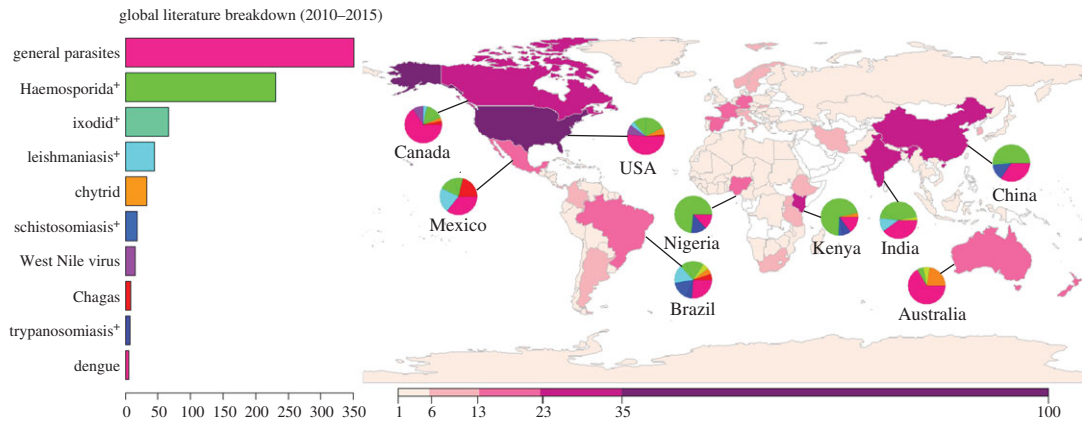 global literature breakdown (2010–2015)
general parasites
Haemosporida⁺
ixodid⁺
leishmaniasis⁺
chytrid
schistosomiasis⁺
West Nile virus
Chagas
trypanosomiasis⁺
dengue
0 50 100 150 200 250 300 350
Canada
USA
Mexico
Brazil
Nigeria
Kenya
India
China
Australia
1 6 13 23 35 100